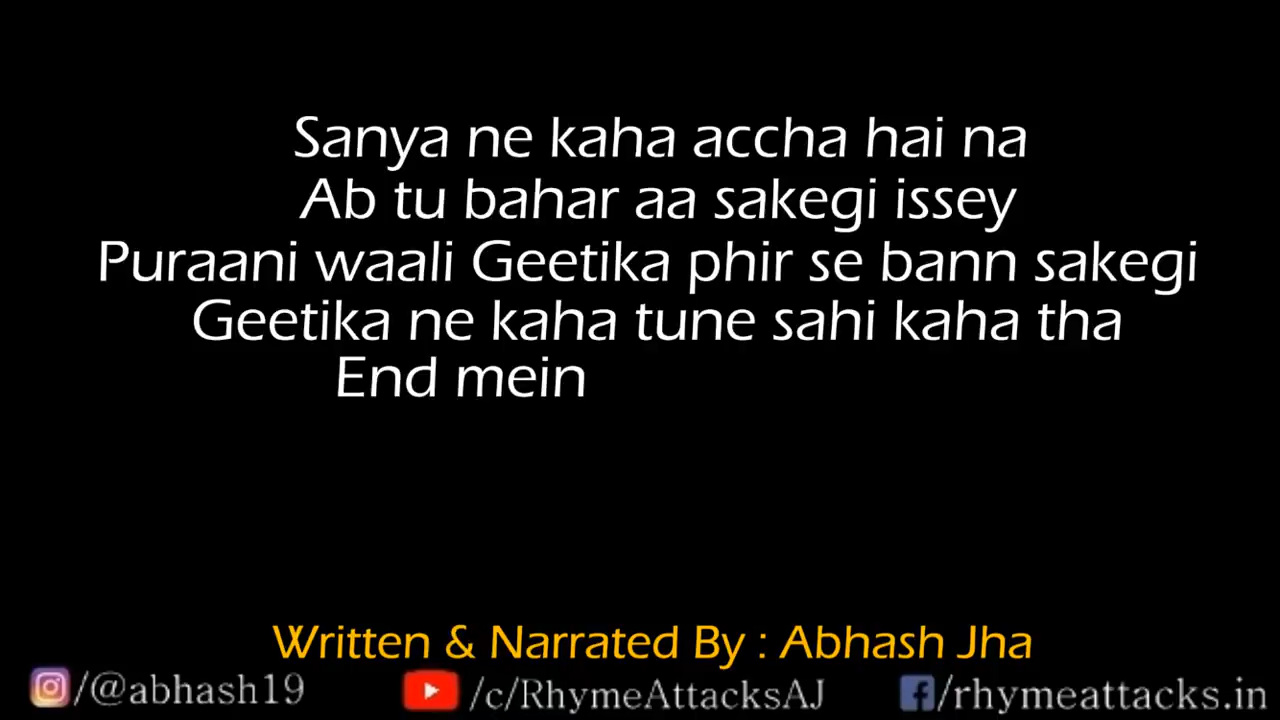 Sanya ne kaha accha hai na
Ab tu bahar aa sakegi issey
Puraani waali Geetika phir se bann sakegi
Geetika ne kaha tune sahi kaha tha
End mein
Written & Narrated By : Abhash Jha
/@abhash19 /c/RhymeAttacksAJ /rhymeattacks.in